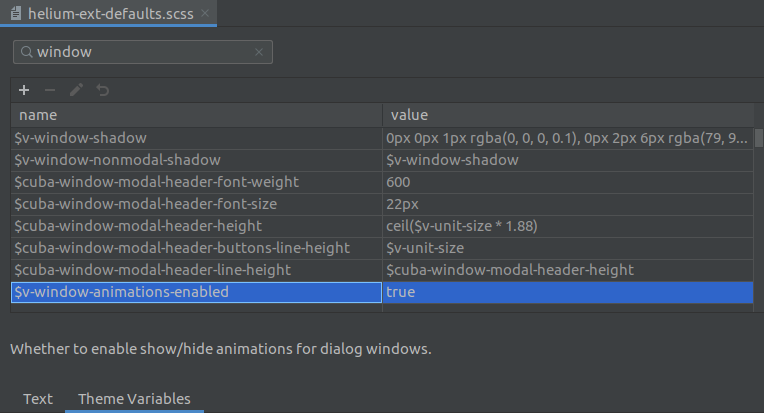 helium-ext-defaults.scss
window
name value
$v-window-shadow 0px 0px 1px rgba(0, 0, 0, 0.1), 0px 2px 6px rgba(79, 9...
$v-window-nonmodal-shadow $v-window-shadow
$cuba-window-modal-header-font-weight 600
$cuba-window-modal-header-font-size 22px
$cuba-window-modal-header-height ceil($v-unit-size * 1.88)
$cuba-window-modal-header-buttons-line-height $v-unit-size
$cuba-window-modal-header-line-height $cuba-window-modal-header-height
$v-window-animations-enabled true
Whether to enable show/hide animations for dialog windows.
Text Theme Variables